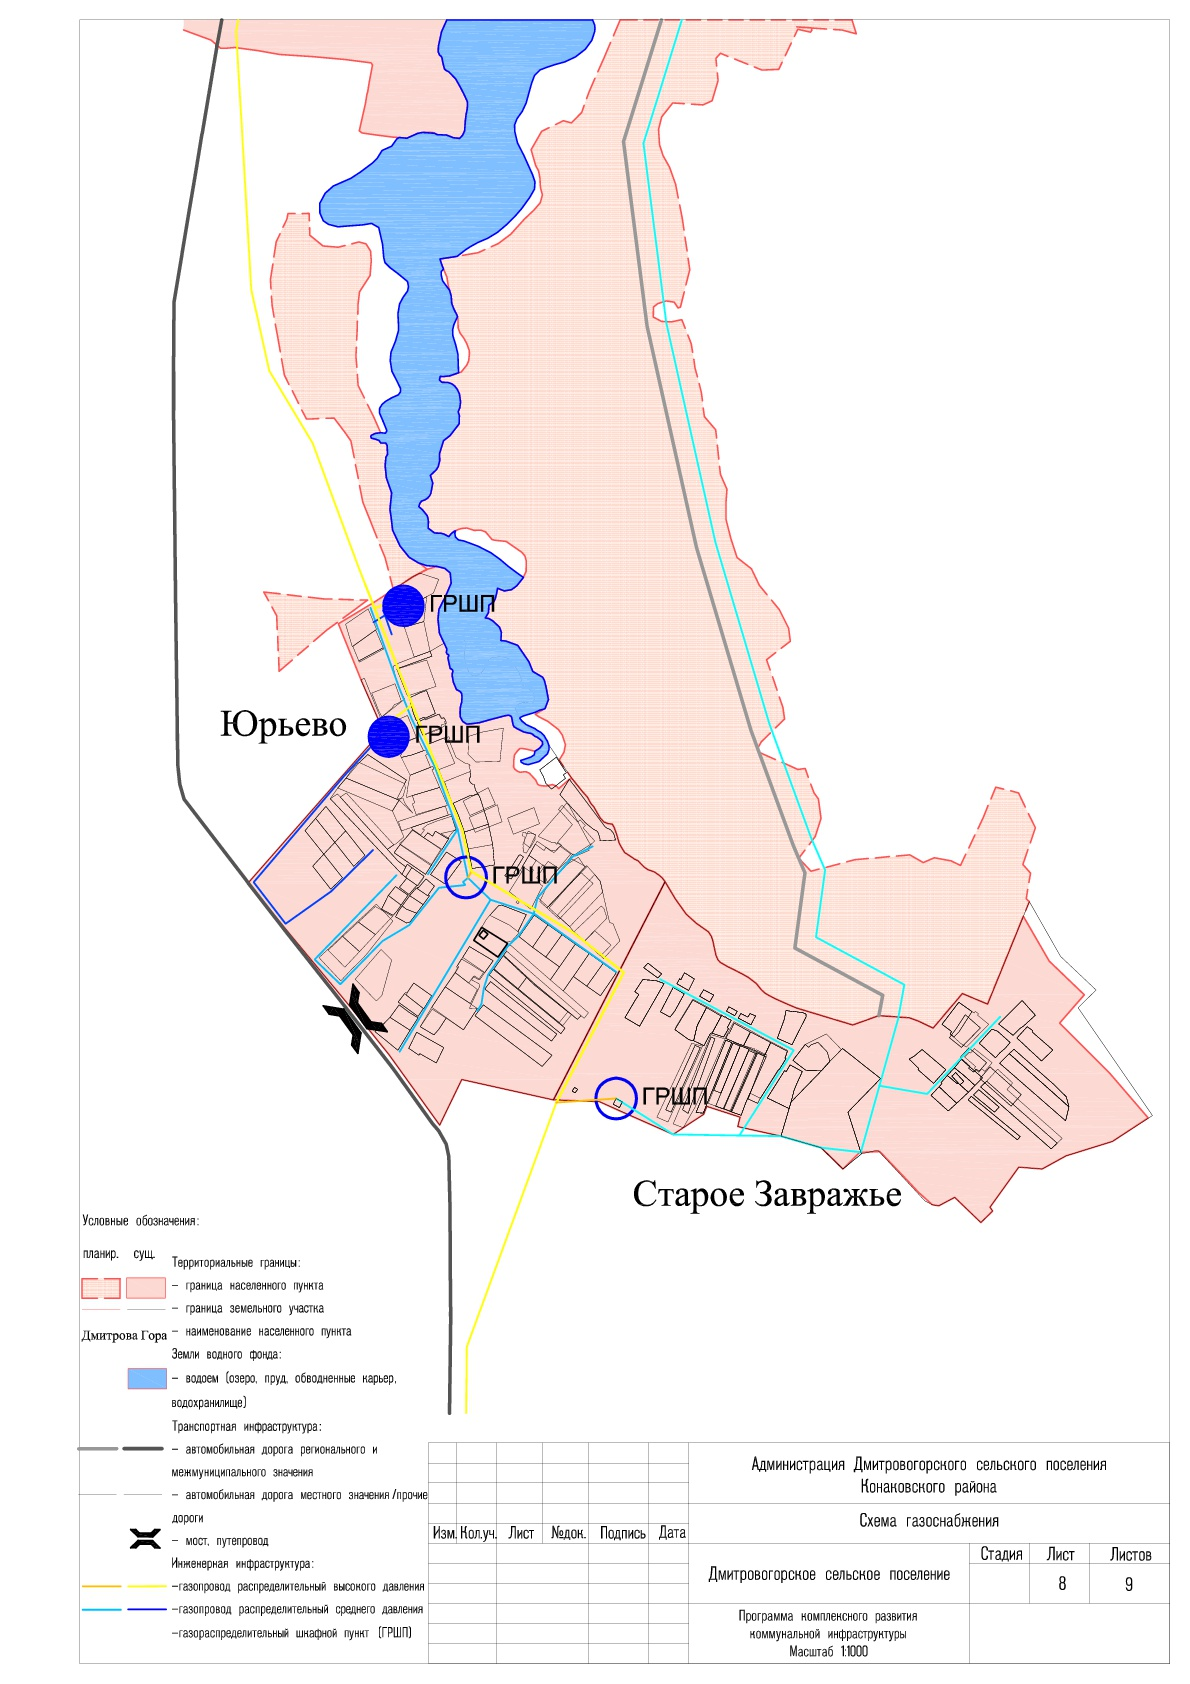 ГРШП
Юрьево
ГРШП
ГРШП
ГРШП
Старое Завражье
Условные обозначения:
планир. сущ.
Территориальные границы:
– граница населенного пункта
– граница земельного участка
Дмитрова Гора – наименование населенного пункта
Земли водного фонда:
– водоем (озеро, пруд, обводненные карьер,
водохранилище)
Транспортная инфраструктура:
– автомобильная дорога регионального и
межмуниципального значения
– автомобильная дорога местного значения/прочие
дороги
– мост, путепровод
Инженерная инфраструктура:
–газопровод распределительный высокого давления
–газопровод распределительный среднего давления
–газораспределительный шкафной пункт (ГРШП)
Изм. Кол.уч. Лист №док. Подпись Дата
Администрация Дмитровогорского сельского поселения
Конаковского района
Схема газоснабжения
Дмитровогорское сельское поселение
Стадия Лист Листов
8 9
Программа комплексного развития
коммунальной инфраструктуры
Масштаб 1:1000